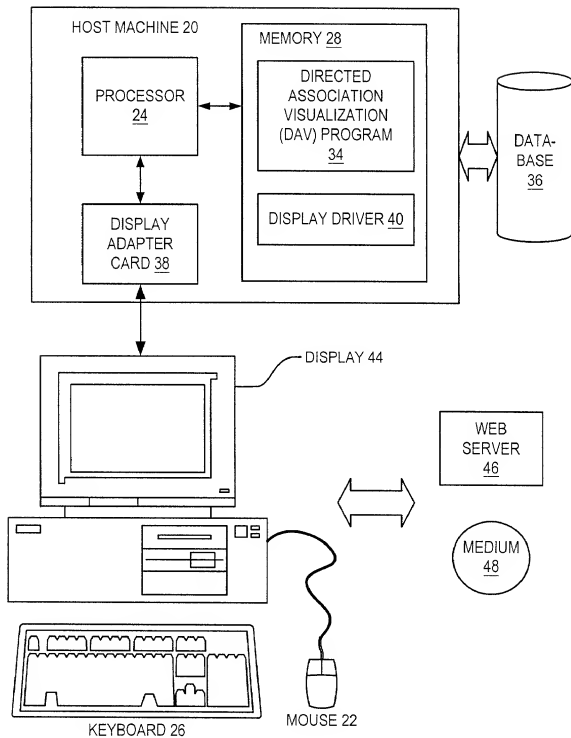 HOST MACHINE 20
MEMORY 28
PROCESSOR
24
DIRECTED
ASSOCIATION
VISUALIZATION
(DAV) PROGRAM
34
DATA-
BASE
36
DISPLAY
ADAPTER
CARD 38
DISPLAY DRIVER 40
DISPLAY 44
WEB
SERVER
46
MEDIUM
48
KEYBOARD 26
MOUSE 22